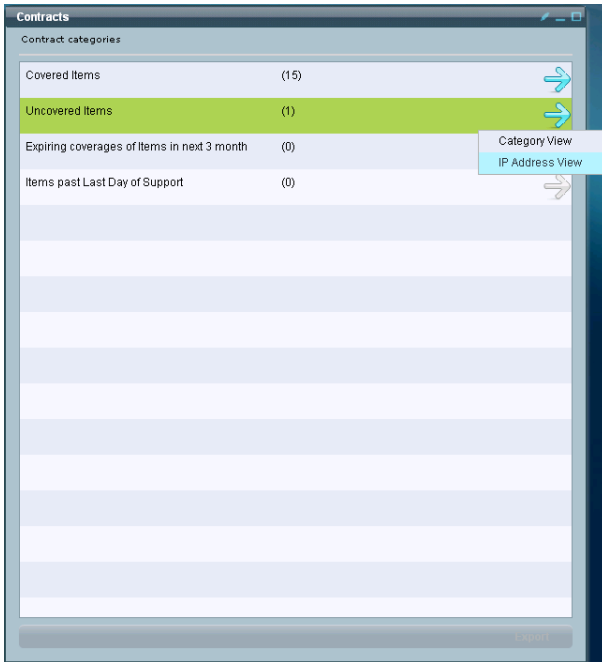 Contracts
Contract categories
Covered Items (15)
Uncovered Items (1)
Category View
Expiring coverages of Items in next 3 month (0)
IP Address View
Items past Last Day of Support (0)
Export